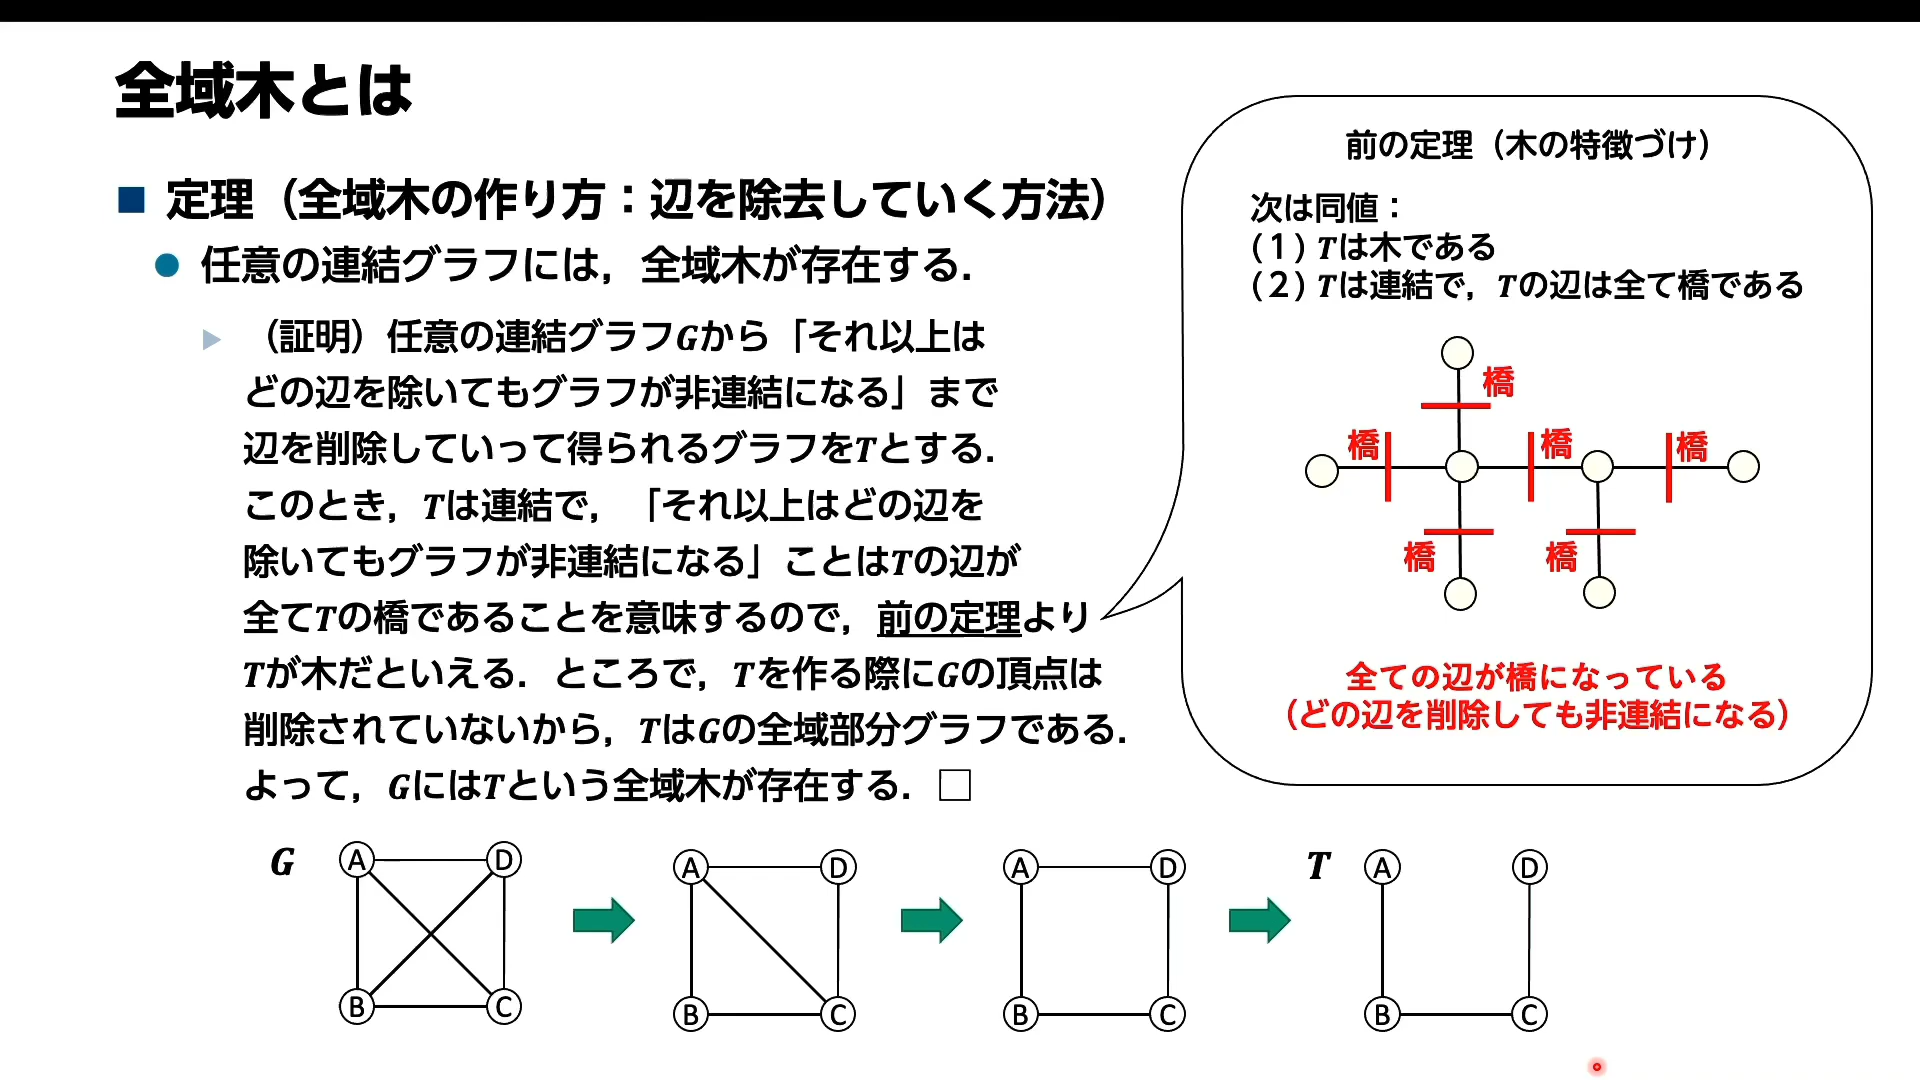 全域木とは
定理（全域木の作り方：辺を除去していく方法）
任意の連結グラフには，全域木が存在する．
（証明）任意の連結グラフGから「それ以上は
どの辺を除いてもグラフが非連結になる」まで
辺を削除していって得られるグラフをTとする．
このとき，Tは連結で，「それ以上はどの辺を
除いてもグラフが非連結になる」ことはTの辺が
全てTの橋であることを意味するので，前の定理より
Tが木だといえる．ところで，Tを作る際にGの頂点は
削除されていないから，TはGの全域部分グラフである．
よって，GにはTという全域木が存在する．□
前の定理（木の特徴づけ）
次は同値：
(１) Tは木である
(２) Tは連結で，Tの辺は全て橋である
橋
橋
橋
橋
橋
橋
全ての辺が橋になっている
（どの辺を削除しても非連結になる）
G
A
D
B
C
A
D
B
C
A
D
B
C
T
A
D
B
C